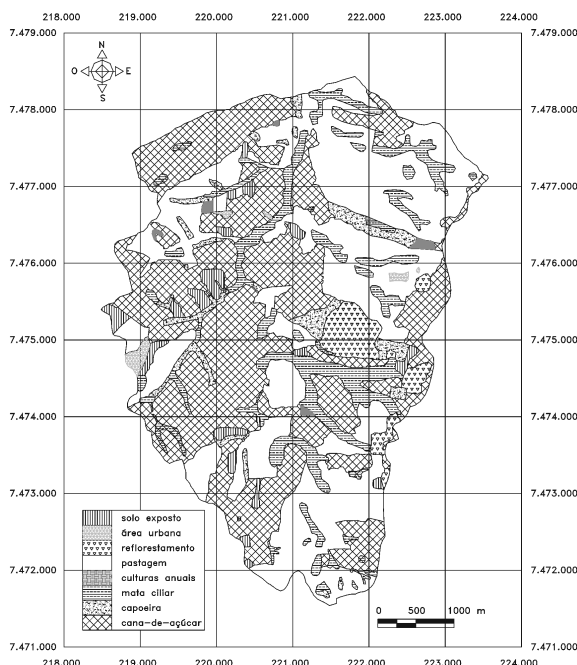 218.000 219.000 220.000 221.000 222.000 223.000 224.000
7.479.000 7.479.000
N
O E
S
7.478.000 7.478.000
7.477.000 7.477.000
7.476.000 7.476.000
7.475.000 7.475.000
7.474.000 7.474.000
7.473.000 7.473.000
solo exposto
área urbana
reflorestamento
pastagem
culturas anuais
mata ciliar
capoeira
cana-de-açúcar
7.472.000 7.472.000
0 500 1000 m
7.471.000 7.471.000
218.000 219.000 220.000 221.000 222.000 223.000 224.000